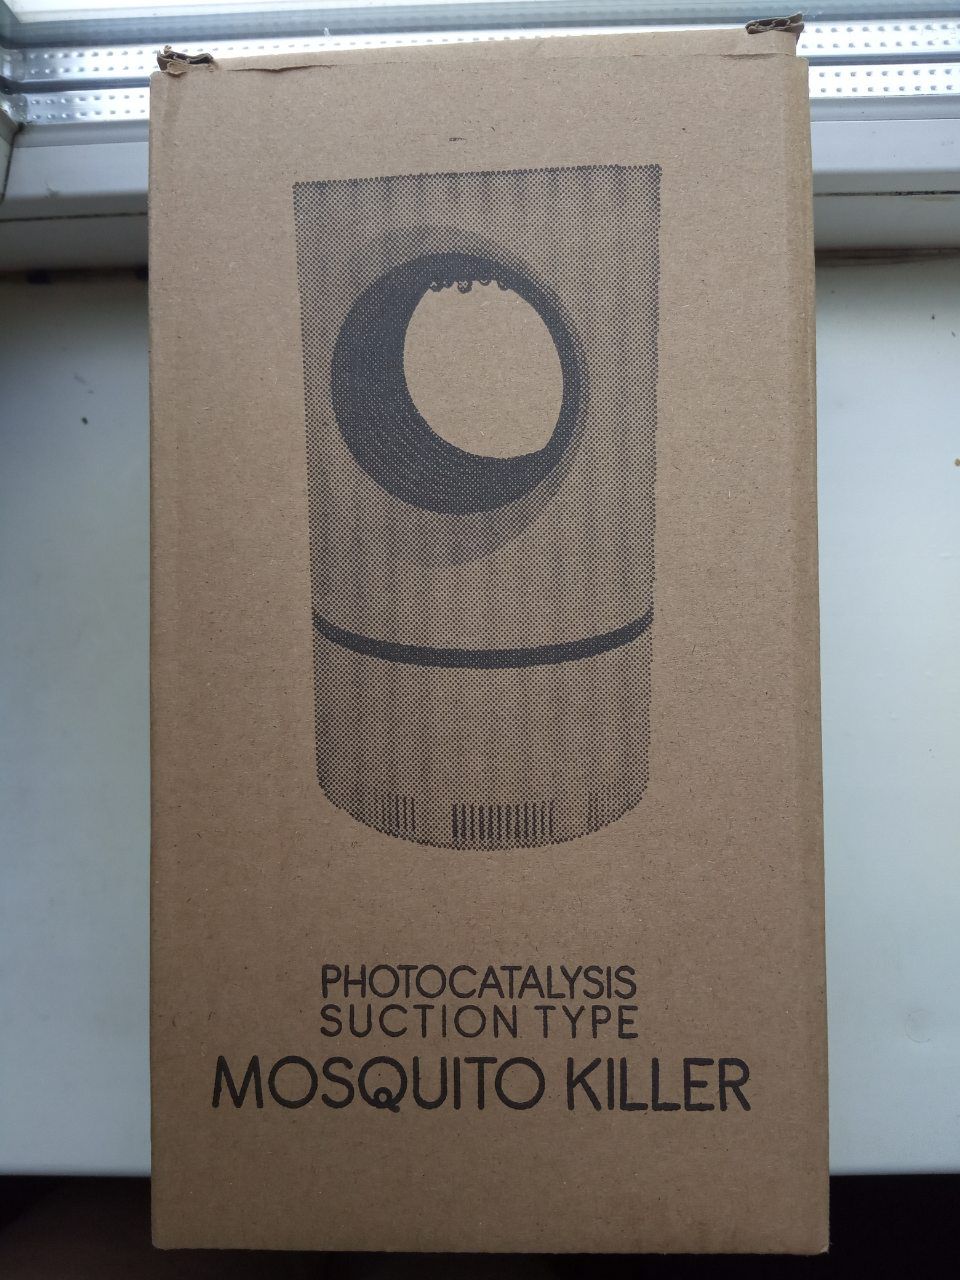 PHOTOCATALYSIS
SUCTION TYPE
MOSQUITO KILLER